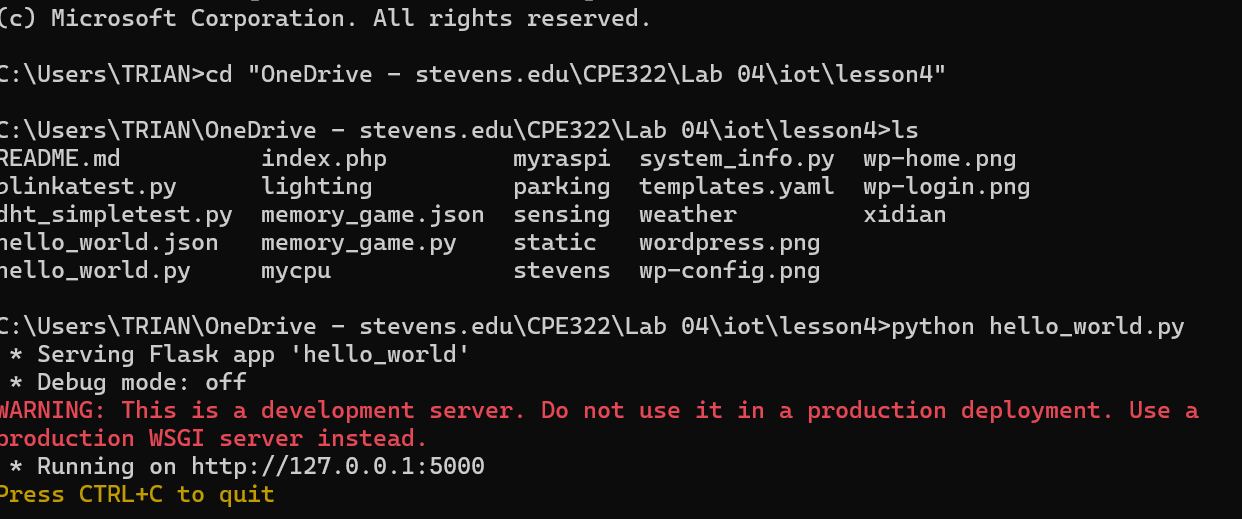 (c) Microsoft Corporation. All rights reserved.
C:\Users\TRIAN>cd "OneDrive - stevens.edu\CPE322\Lab 04\iot\lesson4"
C:\Users\TRIAN\OneDrive - stevens.edu\CPE322\Lab 04\iot\lesson4>ls
README.md          index.php         myraspi  system_info.py  wp-home.png
blinkatest.py      lighting          parking  templates.yaml  wp-login.png
dht_simpletest.py  memory_game.json  sensing  weather         xidian
hello_world.json   memory_game.py    static   wordpress.png
hello_world.py     mycpu             stevens  wp-config.png
C:\Users\TRIAN\OneDrive - stevens.edu\CPE322\Lab 04\iot\lesson4>python hello_world.py
 * Serving Flask app 'hello_world'
 * Debug mode: off
WARNING: This is a development server. Do not use it in a production deployment. Use a
production WSGI server instead.
 * Running on http://127.0.0.1:5000
Press CTRL+C to quit